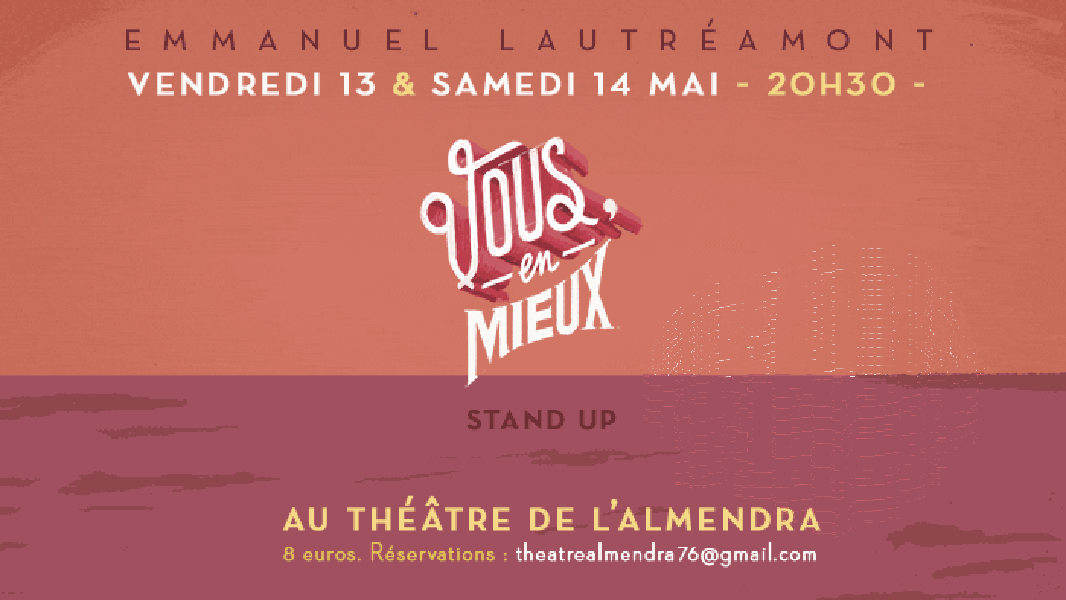 EMMANUEL LAUTRÉAMONT
VENDREDI 13 & SAMEDI 14 MAI - 20H30 -
Vous,
en
MIEUX
STAND UP
AU THÉÂTRE DE L'ALMENDRA
8 euros. Réservations : theatrealmendra76@gmail.com